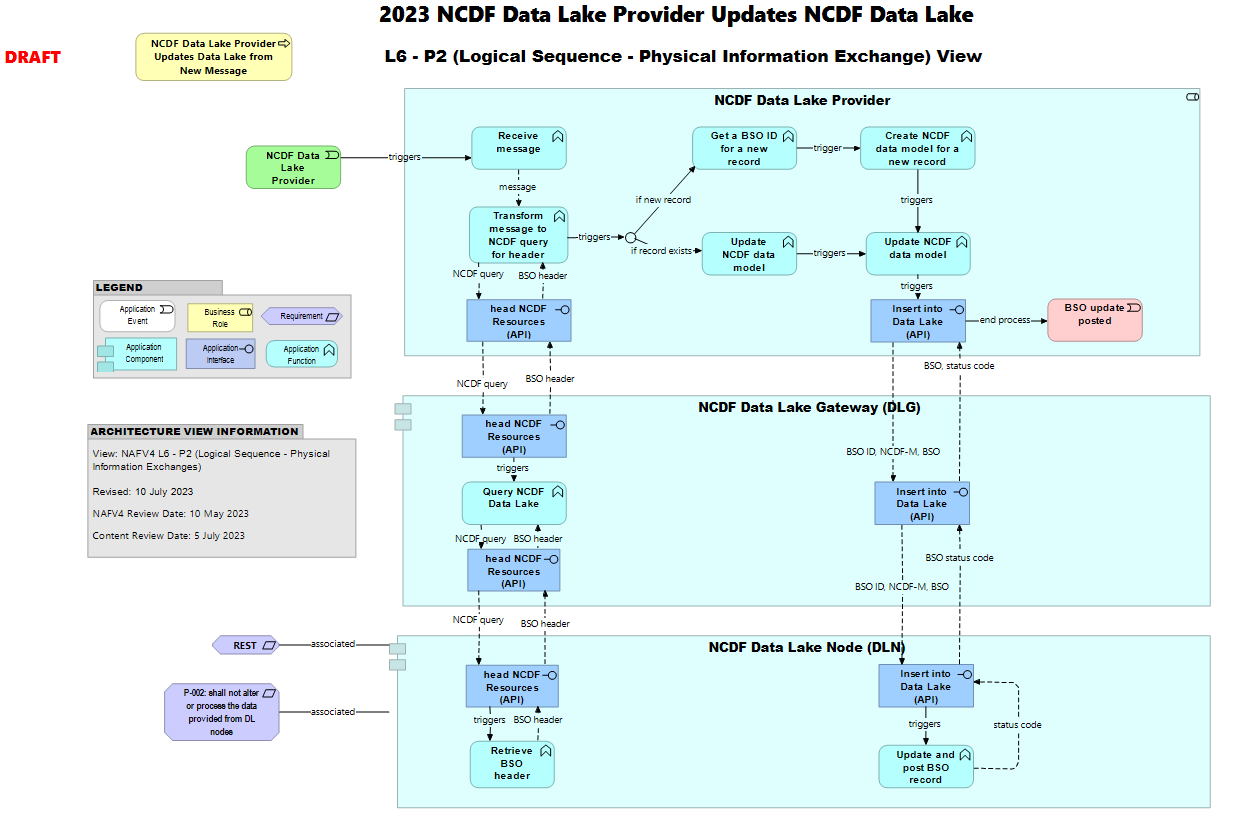 2023 NCDF Data Lake Provider Updates NCDF Data Lake
DRAFT
NCDF Data Lake Provider
Updates Data Lake from
New Message
L6 - P2 (Logical Sequence - Physical Information Exchange) View
NCDF Data Lake Provider
NCDF Data
Lake
Provider
triggers
Receive
message
message
Transform
message to
NCDF query
for header
triggers
if new record
if record exists
Get a BSO ID
for a new
record
trigger
Create NCDF
data model for a
new record
triggers
Update
NCDF data
model
triggers
Update NCDF
data model
triggers
NCDF query
BSO header
head NCDF
Resources
(API)
Insert into
Data Lake
(API)
end process
BSO update
posted
LEGEND
Application
Event
Business
Role
Requirement
Application
Component
Application
Interface
Application
Function
NCDF query
BSO header
BSO, status code
NCDF Data Lake Gateway (DLG)
head NCDF
Resources
(API)
triggers
Query NCDF
Data Lake
NCDF query
BSO header
head NCDF
Resources
(API)
BSO ID, NCDF-M, BSO
Insert into
Data Lake
(API)
BSO status code
BSO ID, NCDF-M, BSO
ARCHITECTURE VIEW INFORMATION
View: NAFV4 L6 - P2 (Logical Sequence - Physical
Information Exchanges)
Revised: 10 July 2023
NAFV4 Review Date: 10 May 2023
Content Review Date: 5 July 2023
NCDF query
BSO header
REST
associated
P-002: shall not alter
or process the data
provided from DL
nodes
associated
NCDF Data Lake Node (DLN)
head NCDF
Resources
(API)
triggers
BSO header
Retrieve
BSO
header
Insert into
Data Lake
(API)
triggers
status code
Update and
post BSO
record